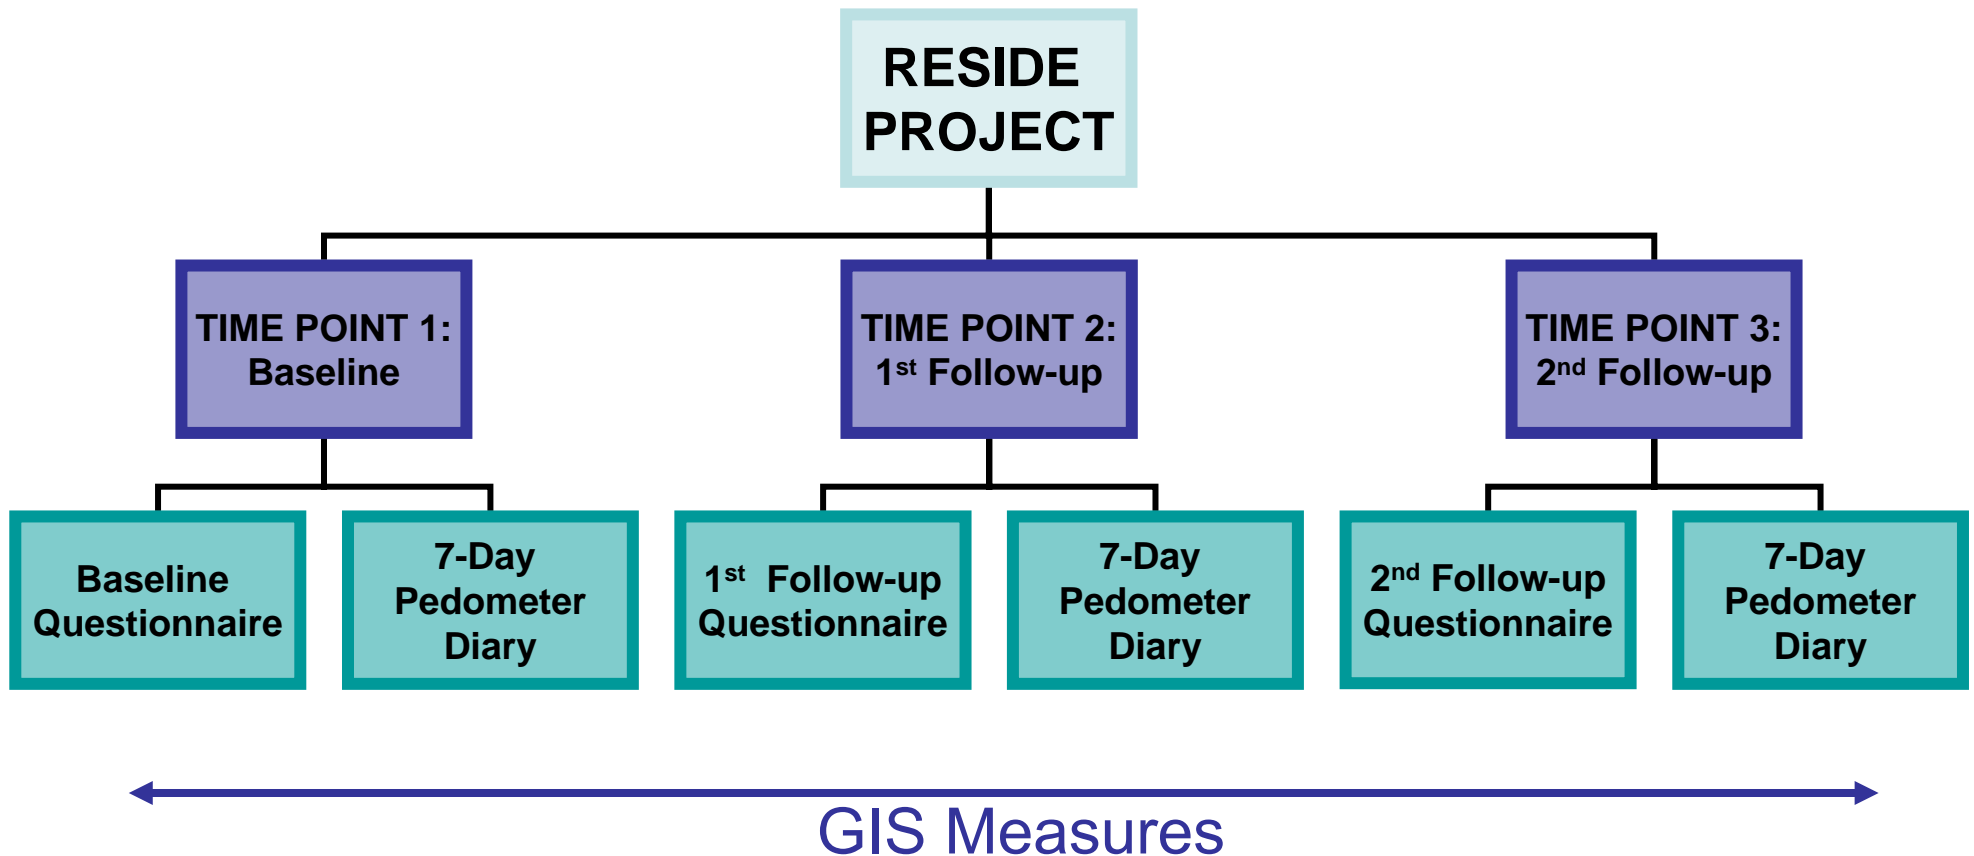 RESIDE
PROJECT
TIME POINT 1:
Baseline
TIME POINT 2:
1st Follow-up
TIME POINT 3:
2nd Follow-up
Baseline
Questionnaire
7-Day
Pedometer
Diary
1st Follow-up
Questionnaire
7-Day
Pedometer
Diary
2nd Follow-up
Questionnaire
7-Day
Pedometer
Diary
GIS Measures